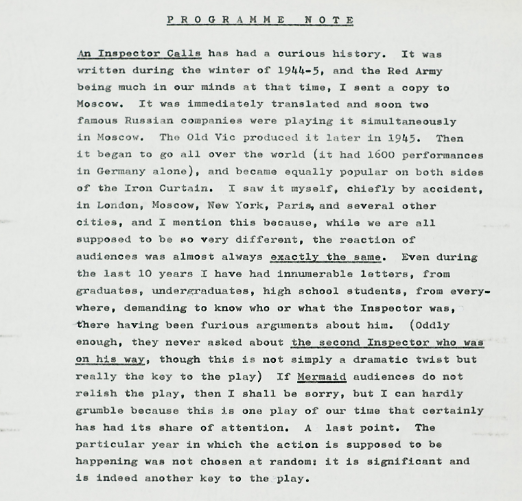 PROGRAMME NOTE
An Inspector Calls has had a curious history. It was
written during the winter of 1944-5, and the Red Army
being much in our minds at that time, I sent a copy to
Moscow. It was immediately translated and soon two
famous Russian companies were playing it simultaneously
in Moscow. The Old Vic produced it later in 1945. Then
it began to go all over the world (it had 1600 performances
in Germany alone), and became equally popular on both sides
of the Iron Curtain. I saw it myself, chiefly by accident,
in London, Moscow, New York, Paris, and several other
cities, and I mention this because, while we are all
supposed to be so very different, the reaction of
audiences was almost always exactly the same. Even during
the last 10 years I have had innumerable letters, from
graduates, undergraduates, high school students, from every-
where, demanding to know who or what the Inspector was,
there having been furious arguments about him. (Oddly
enough, they never asked about the second Inspector who was
on his way, though this is not simply a dramatic twist but
really the key to the play) If Mermaid audiences do not
relish the play, then I shall be sorry, but I can hardly
grumble because this is one play of our time that certainly
has had its share of attention. A last point. The
particular year in which the action is supposed to be
happening was not chosen at random: it is significant and
is indeed another key to the play.